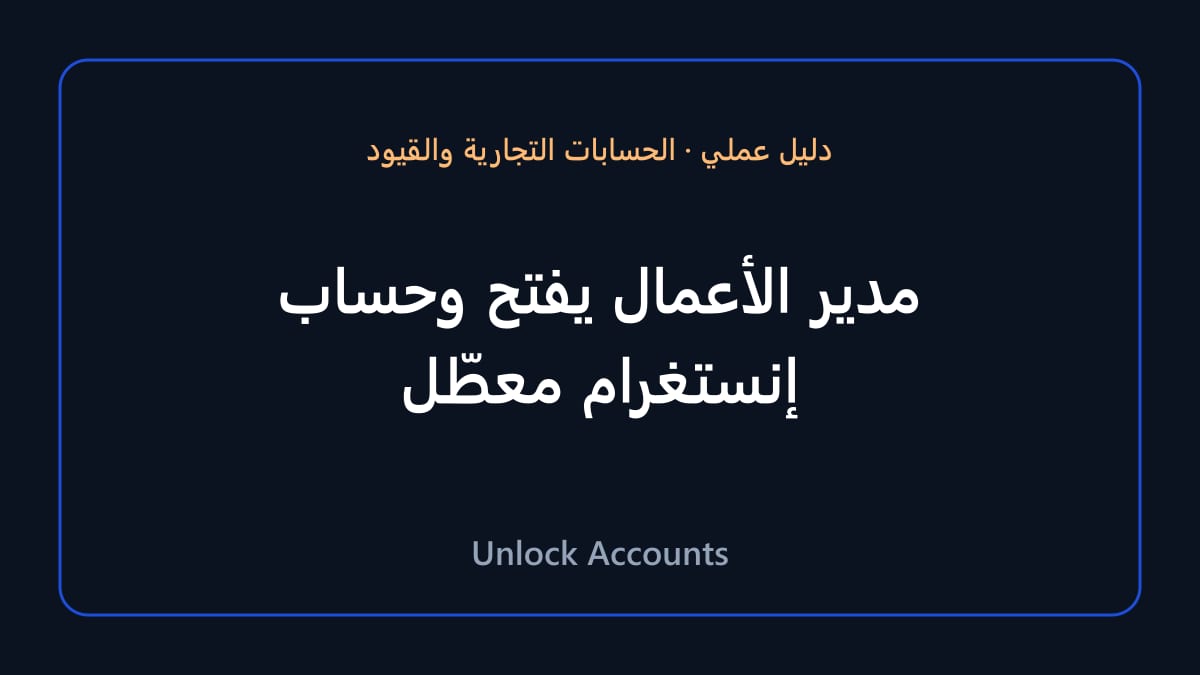 دليل عملي · الحسابات التجارية والقيود
مدير الأعمال يفتح وحساب
إنستغرام معطّل
Unlock Accounts